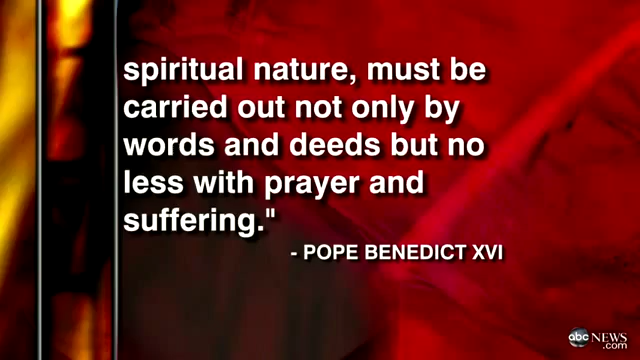 spiritual nature, must be
carried out not only by
words and deeds but no
less with prayer and
suffering."
- POPE BENEDICT XVI
abc NEWS
.com